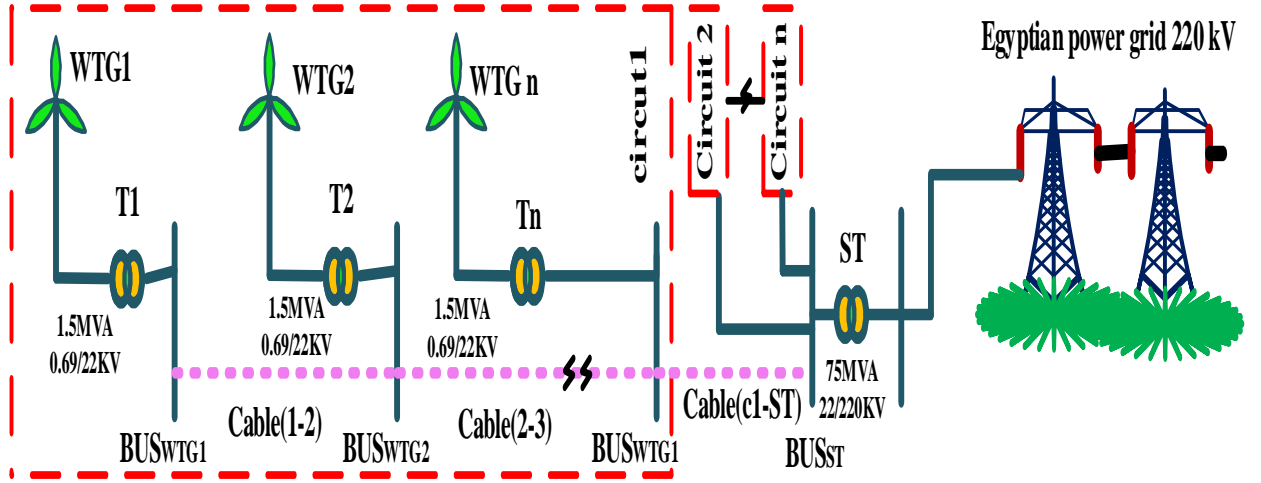 Egyptian power grid 220 kV
WTG1
WTG2
WTG n
circut1
Circuit 2
Circuit n
T1
T2
Tn
ST
1.5MVA
0.69/22KV
1.5MVA
0.69/22KV
1.5MVA
0.69/22KV
75MVA
22/220KV
Cable(1-2)
Cable(2-3)
Cable(c1-ST)
BUSWTG1
BUSWTG2
BUSWTG1
BUSST